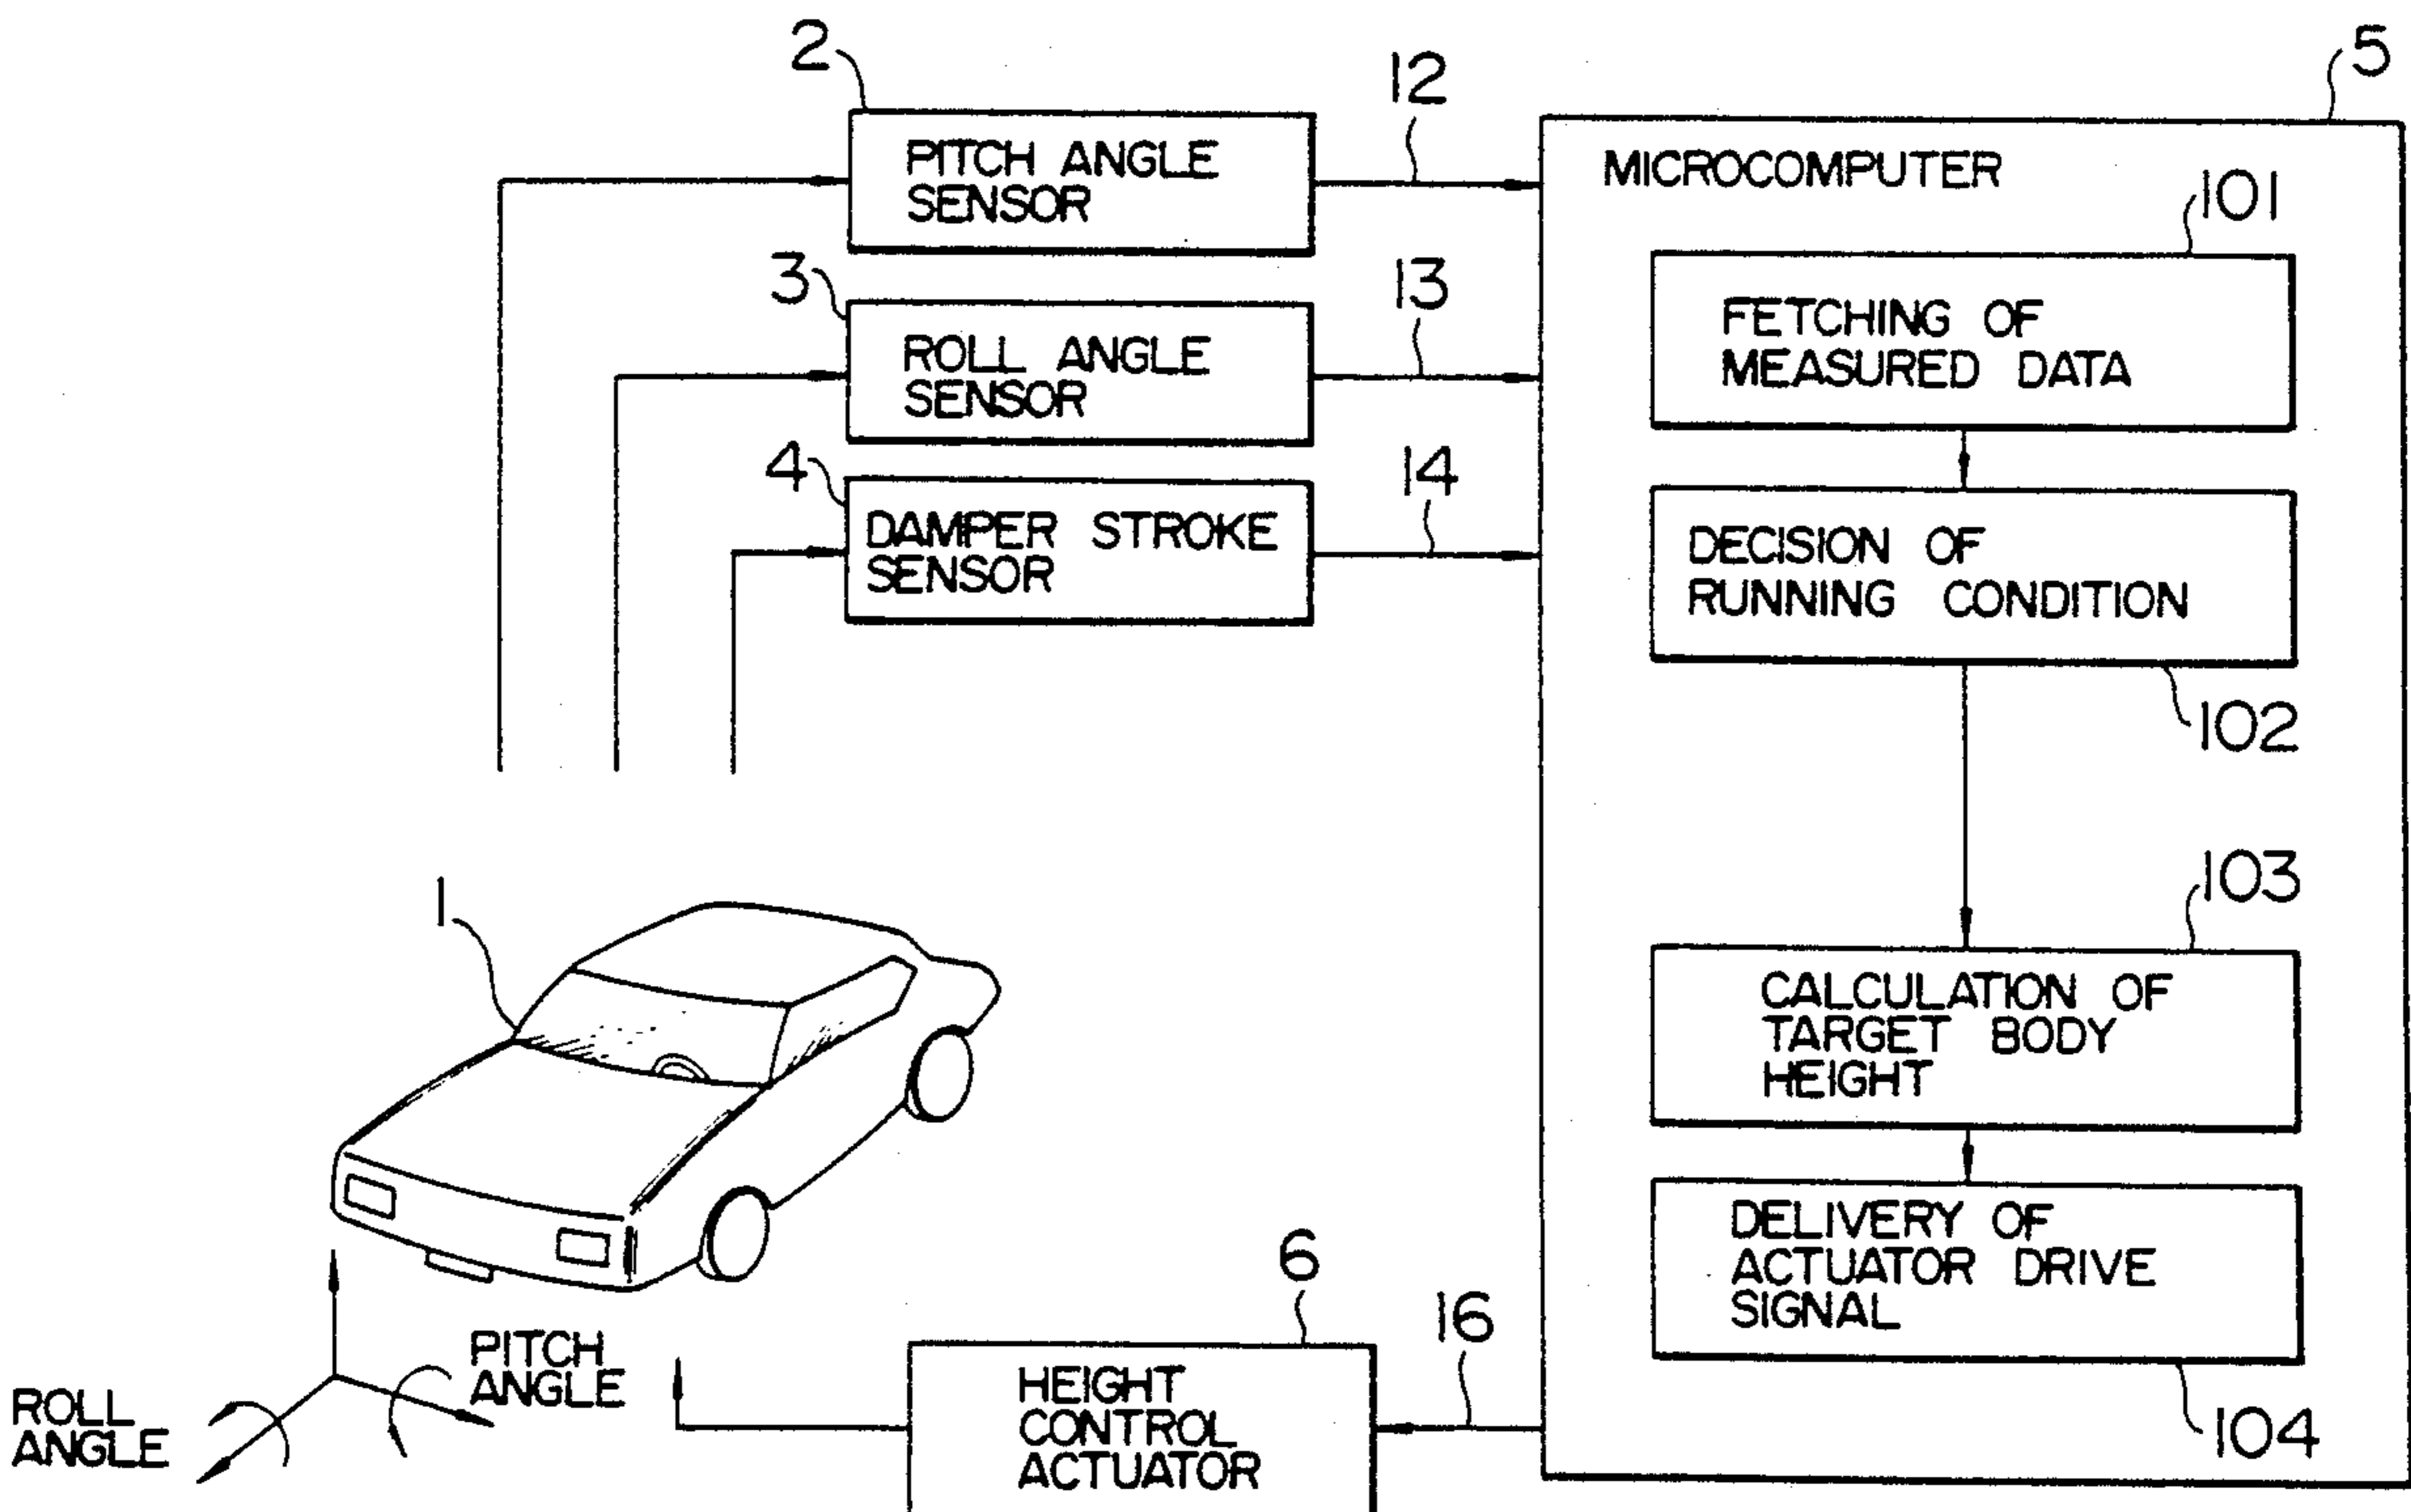 2
12
5
PITCH ANGLE
SENSOR
MICROCOMPUTER
101
3
13
ROLL ANGLE
SENSOR
FETCHING OF
MEASURED DATA
4
14
DAMPER STROKE
SENSOR
DECISION OF
RUNNING CONDITION
102
1
103
CALCULATION OF
TARGET BODY
HEIGHT
DELIVERY OF
ACTUATOR DRIVE
SIGNAL
104
6
16
HEIGHT
CONTROL
ACTUATOR
PITCH
ANGLE
ROLL
ANGLE